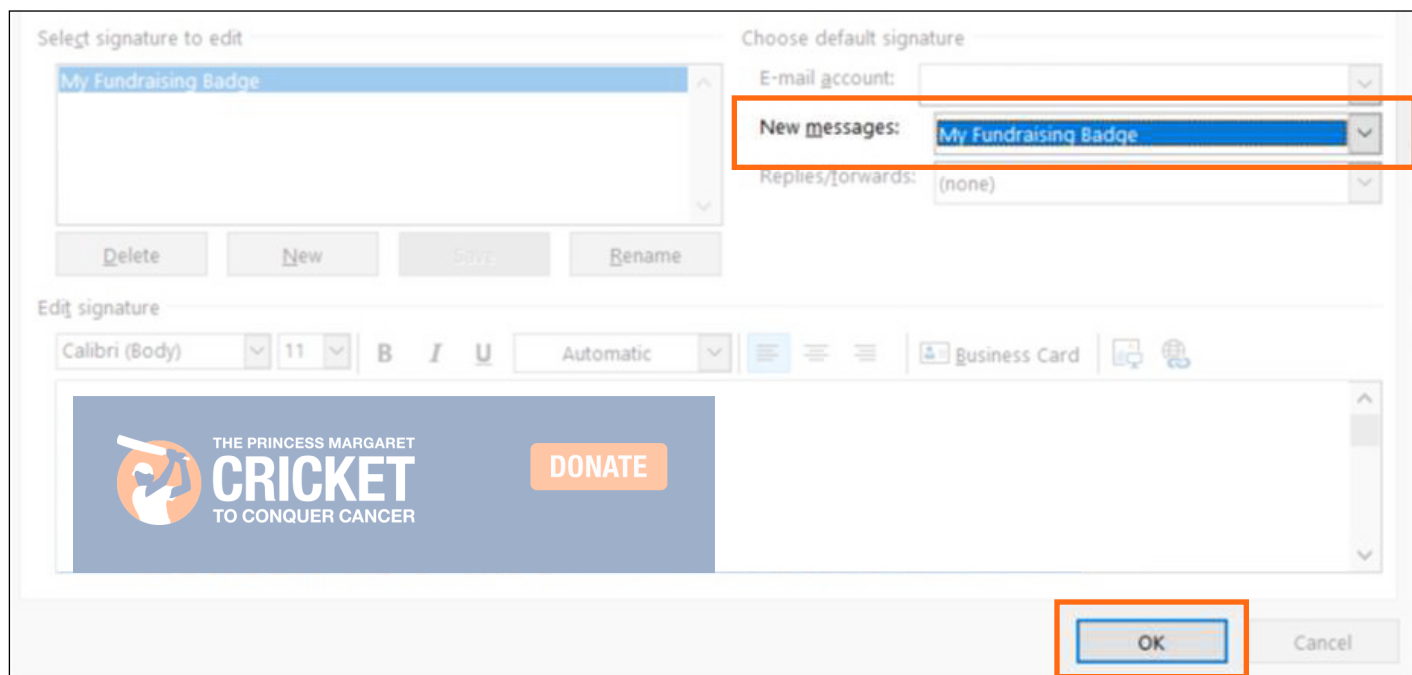 Select signature to edit
My Fundraising Badge
Delete New Save Rename
Choose default signature
E-mail account:
New messages: My Fundraising Badge
Replies/forwards: (none)
Edit signature
Calibri (Body) 11 B I U Automatic Business Card
THE PRINCESS MARGARET
CRICKET
TO CONQUER CANCER
DONATE
OK Cancel